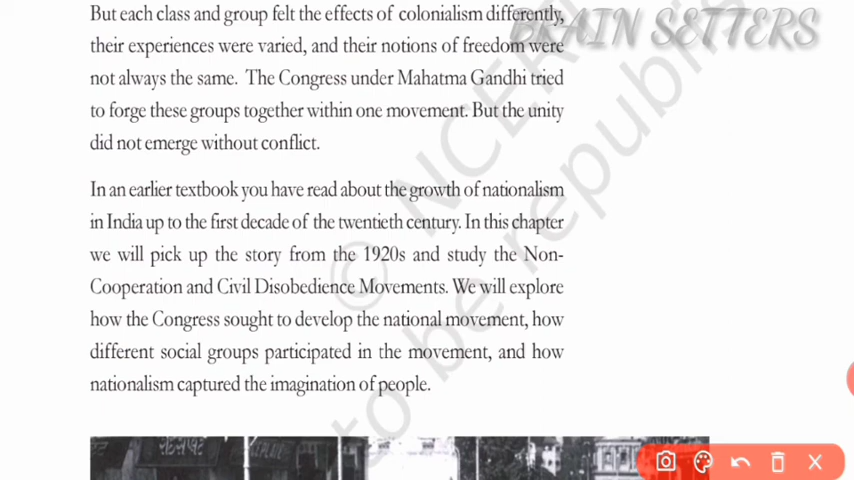 BRAIN SETTERS
But each class and group felt the effects of colonialism differently,
their experiences were varied, and their notions of freedom were
not always the same. The Congress under Mahatma Gandhi tried
to forge these groups together within one movement. But the unity
did not emerge without conflict.
In an earlier textbook you have read about the growth of nationalism
in India up to the first decade of the twentieth century. In this chapter
we will pick up the story from the 1920s and study the Non-
Cooperation and Civil Disobedience Movements. We will explore
how the Congress sought to develop the national movement, how
different social groups participated in the movement, and how
nationalism captured the imagination of people.
© NCER
to be republis